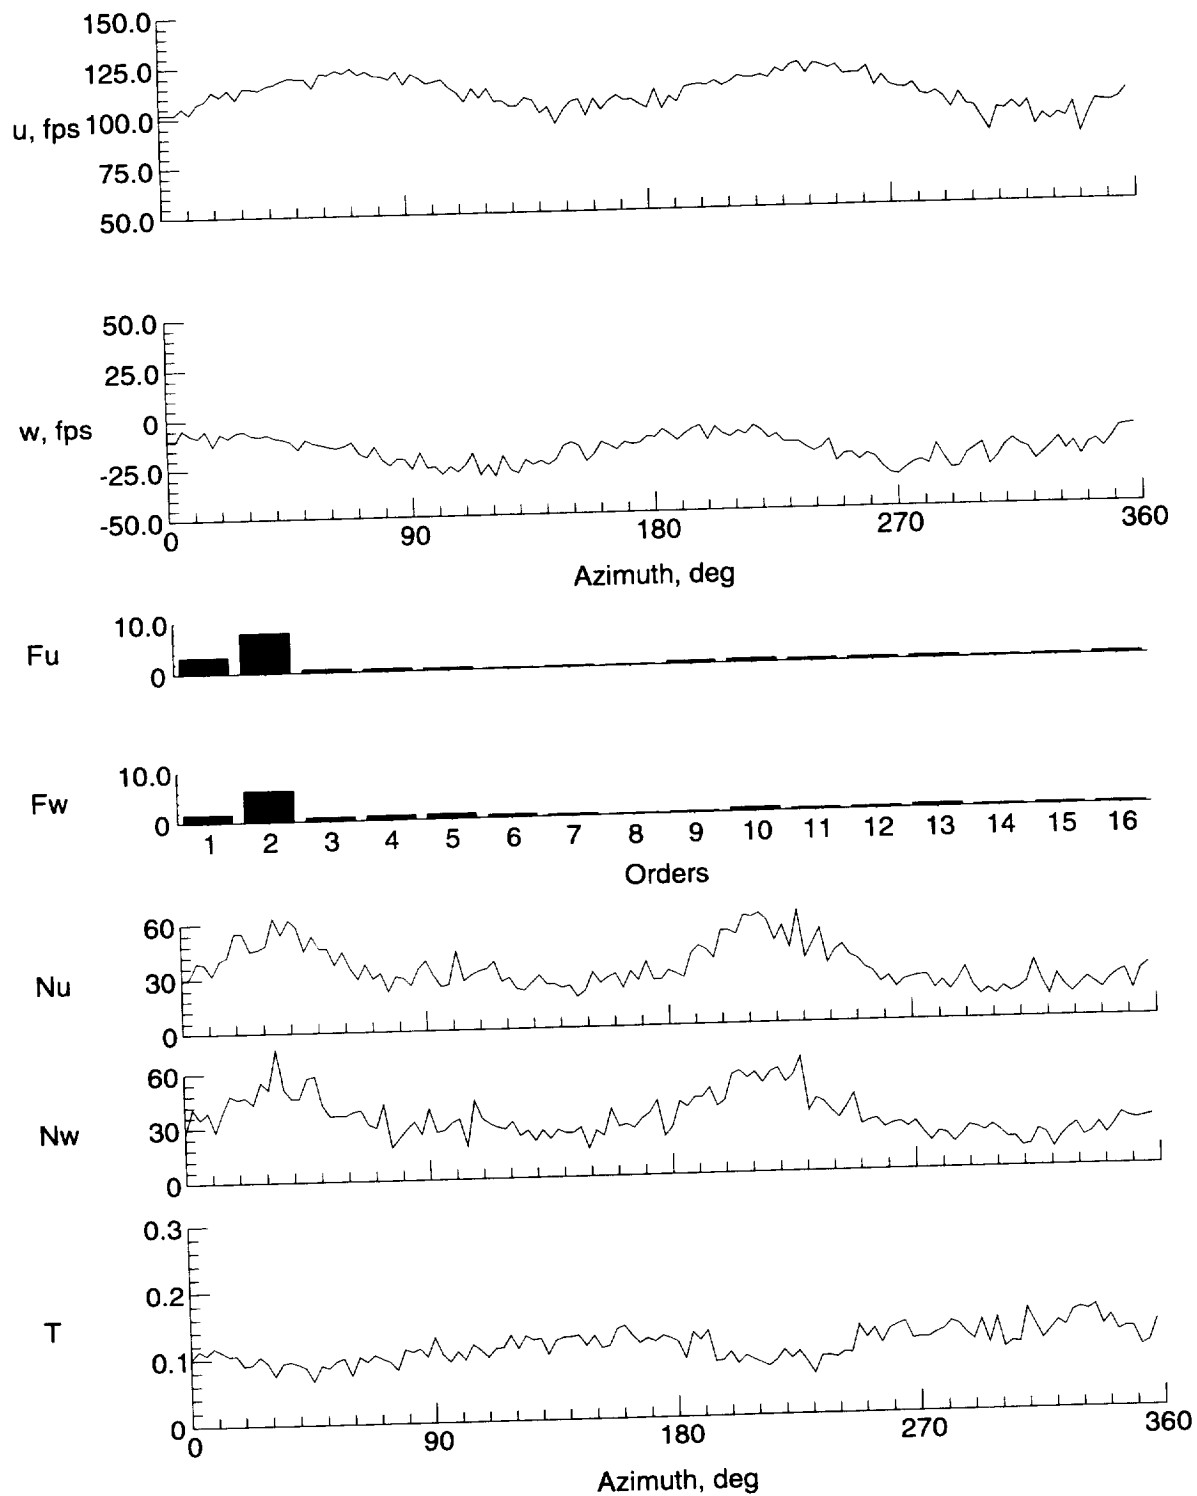 150.0
125.0
u, fps 100.0
75.0
50.0
50.0
25.0
w, fps 0
-25.0
-50.0
0 90 180 270 360
Azimuth, deg
Fu 10.0
0
Fw 10.0
0
1 2 3 4 5 6 7 8 9 10 11 12 13 14 15 16
Orders
60
Nu 30
0
60
Nw 30
0
0.3
0.2
T
0.1
0
0 90 180 270 360
Azimuth, deg